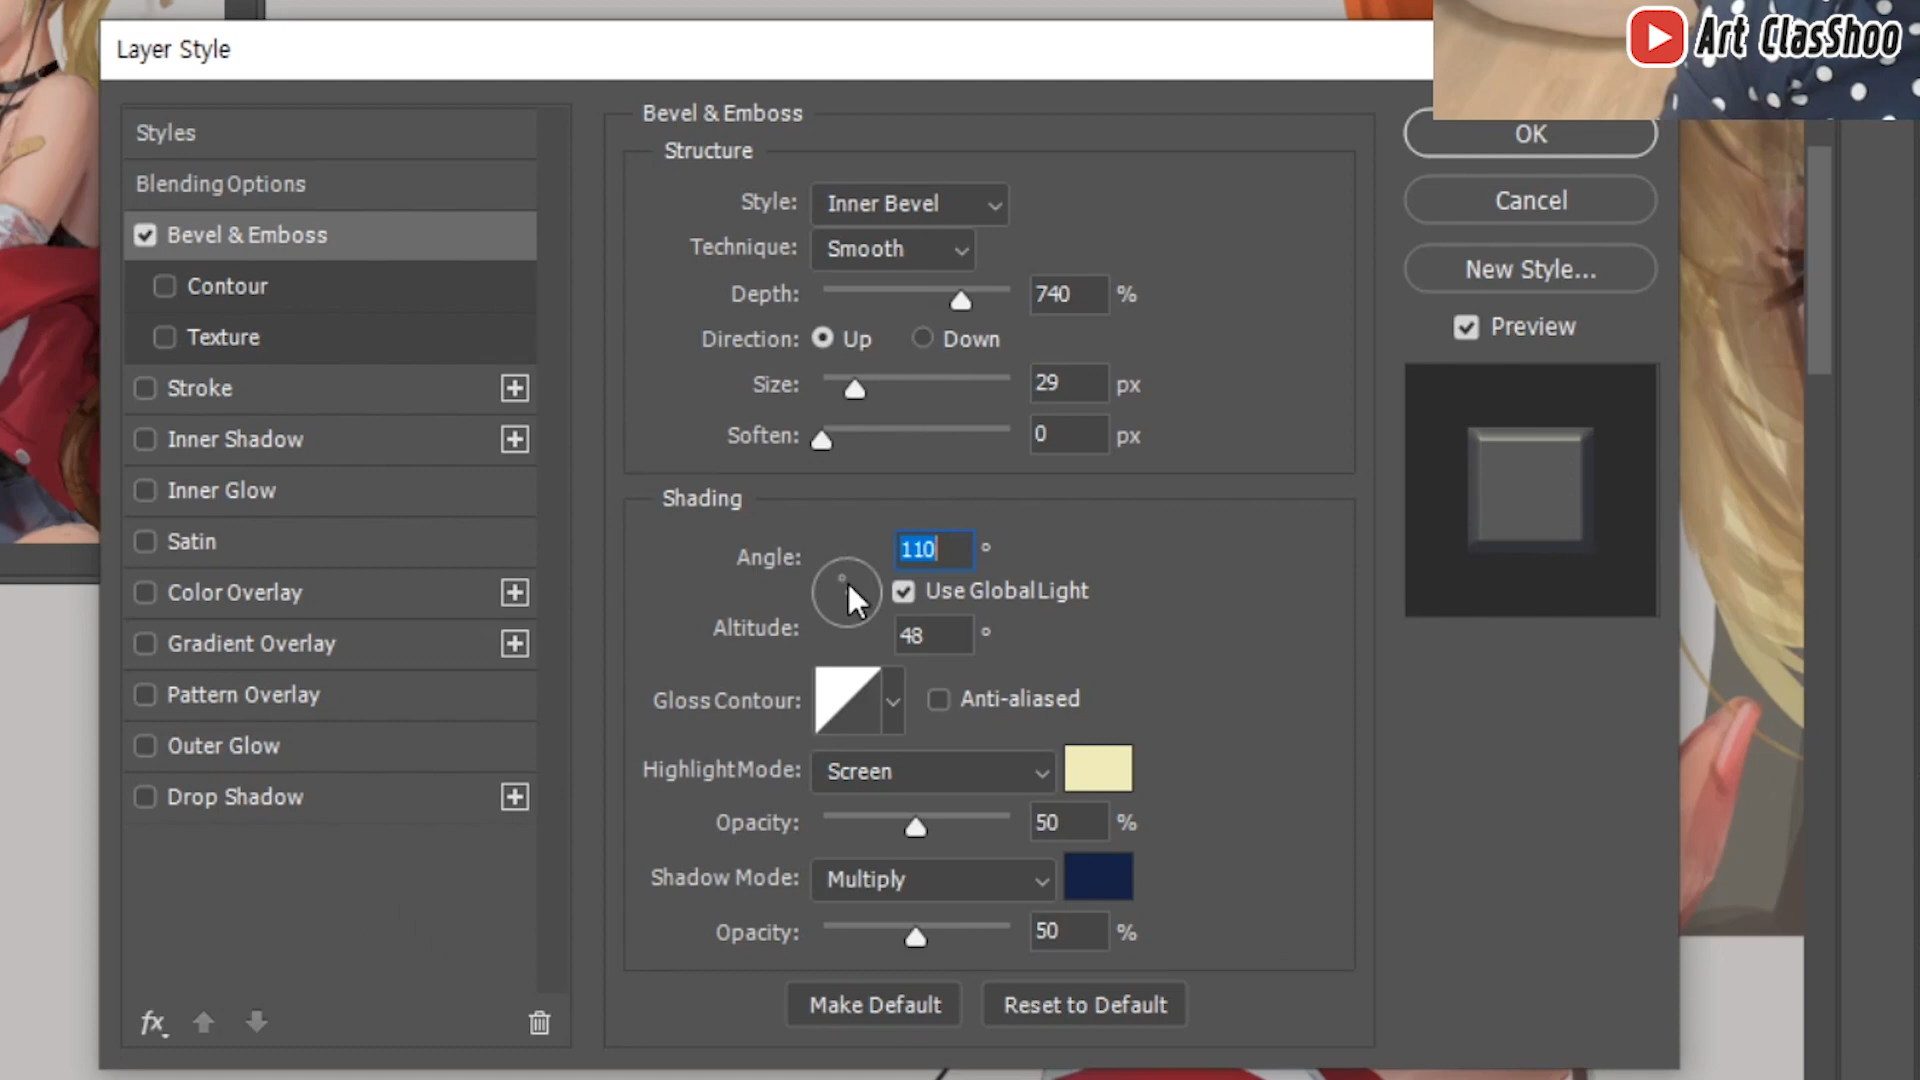 Art ClasShoo
Layer Style
Styles
Blending Options
Bevel & Emboss
Contour
Texture
Stroke
Inner Shadow
Inner Glow
Satin
Color Overlay
Gradient Overlay
Pattern Overlay
Outer Glow
Drop Shadow
fx
Bevel & Emboss
Structure
Style: Inner Bevel
Technique: Smooth
Depth: 740 %
Direction: Up Down
Size: 29 px
Soften: 0 px
Shading
Angle: 110 °
Use Global Light
Altitude: 48 °
Gloss Contour: Anti-aliased
Highlight Mode: Screen
Opacity: 50 %
Shadow Mode: Multiply
Opacity: 50 %
Make Default Reset to Default
OK
Cancel
New Style...
Preview